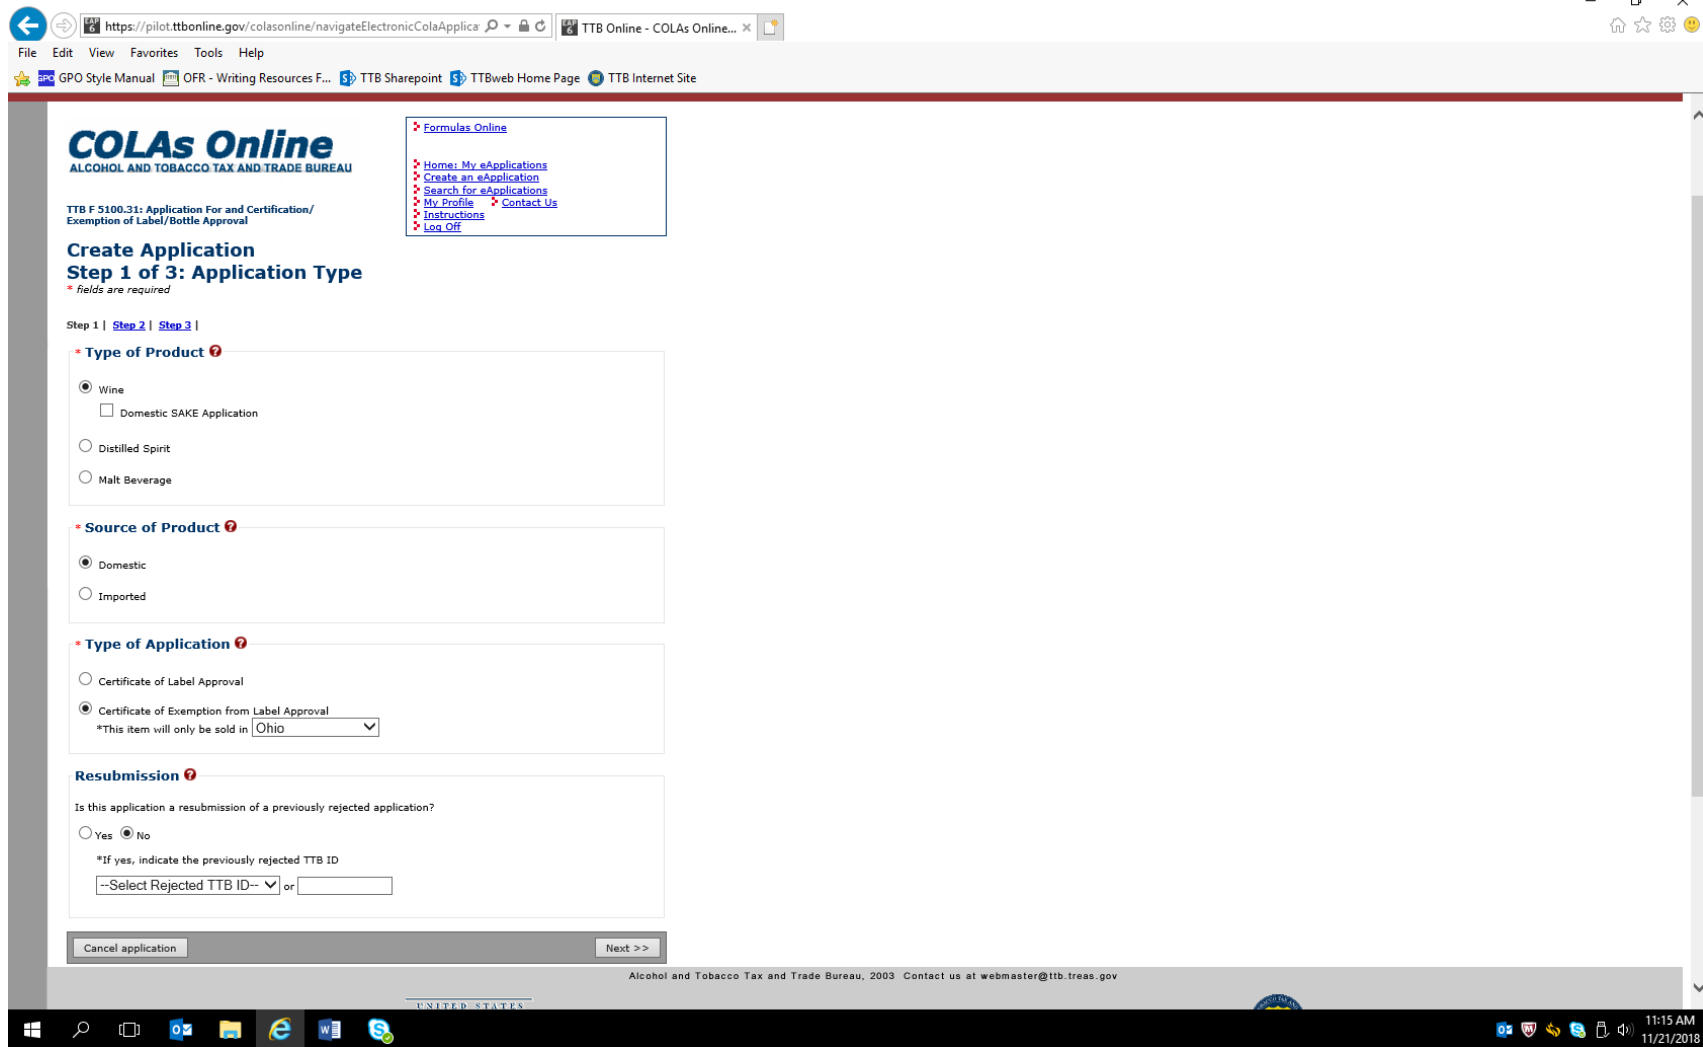 https://pilot.ttbonline.gov/colasonline/navigateElectronicColaApplica
TTB Online - COLAs Online...
File Edit View Favorites Tools Help
GPO GPO Style Manual OFR - Writing Resources F... TTB Sharepoint TTBweb Home Page TTB Internet Site
COLAs Online
ALCOHOL AND TOBACCO TAX AND TRADE BUREAU
Formulas Online
Home: My eApplications
Create an eApplication
Search for eApplications
My Profile Contact Us
Instructions
Log Off
TTB F 5100.31: Application For and Certification/
Exemption of Label/Bottle Approval
Create Application
Step 1 of 3: Application Type
* fields are required
Step 1 | Step 2 | Step 3 |
* Type of Product ?
Wine
Domestic SAKE Application
Distilled Spirit
Malt Beverage
* Source of Product ?
Domestic
Imported
* Type of Application ?
Certificate of Label Approval
Certificate of Exemption from Label Approval
*This item will only be sold in Ohio
Resubmission ?
Is this application a resubmission of a previously rejected application?
Yes No
*If yes, indicate the previously rejected TTB ID
--Select Rejected TTB ID-- or
Cancel application Next >>
Alcohol and Tobacco Tax and Trade Bureau, 2003 Contact us at webmaster@ttb.treas.gov
UNITED STATES
11:15 AM
11/21/2018